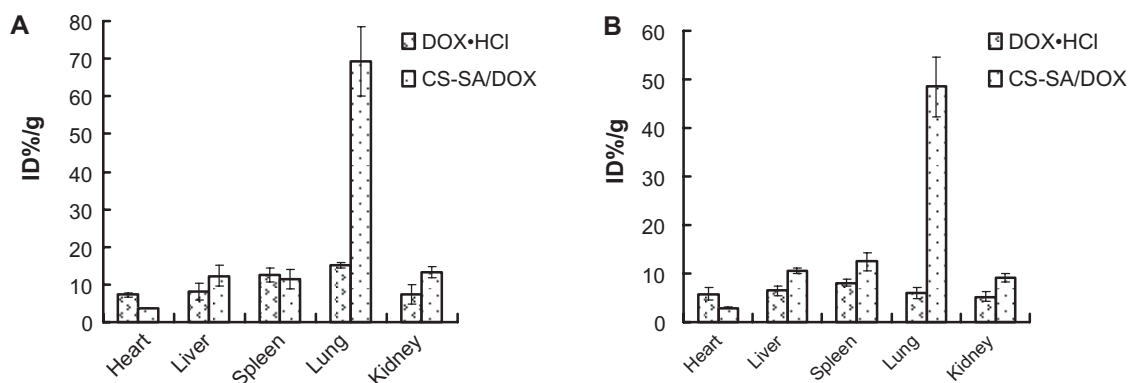 A
ID%/g
80
70
60
50
40
30
20
10
0
DOX•HCl
CS-SA/DOX
Heart
Liver
Spleen
Lung
Kidney
B
ID%/g
60
50
40
30
20
10
0
DOX•HCl
CS-SA/DOX
Heart
Liver
Spleen
Lung
Kidney